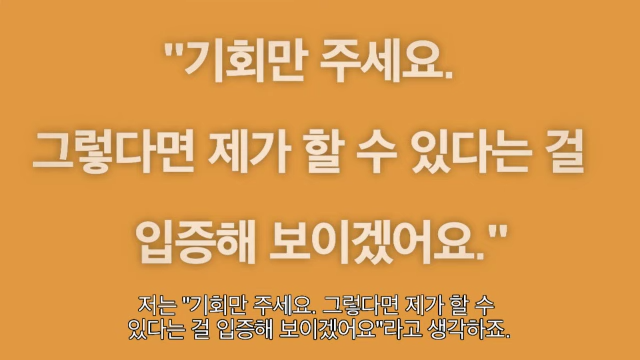 "기회만 주세요.
그렇다면 제가 할 수 있다는 걸
입증해 보이겠어요."
저는 "기회만 주세요. 그렇다면 제가 할 수
있다는 걸 입증해 보이겠어요"라고 생각하죠.